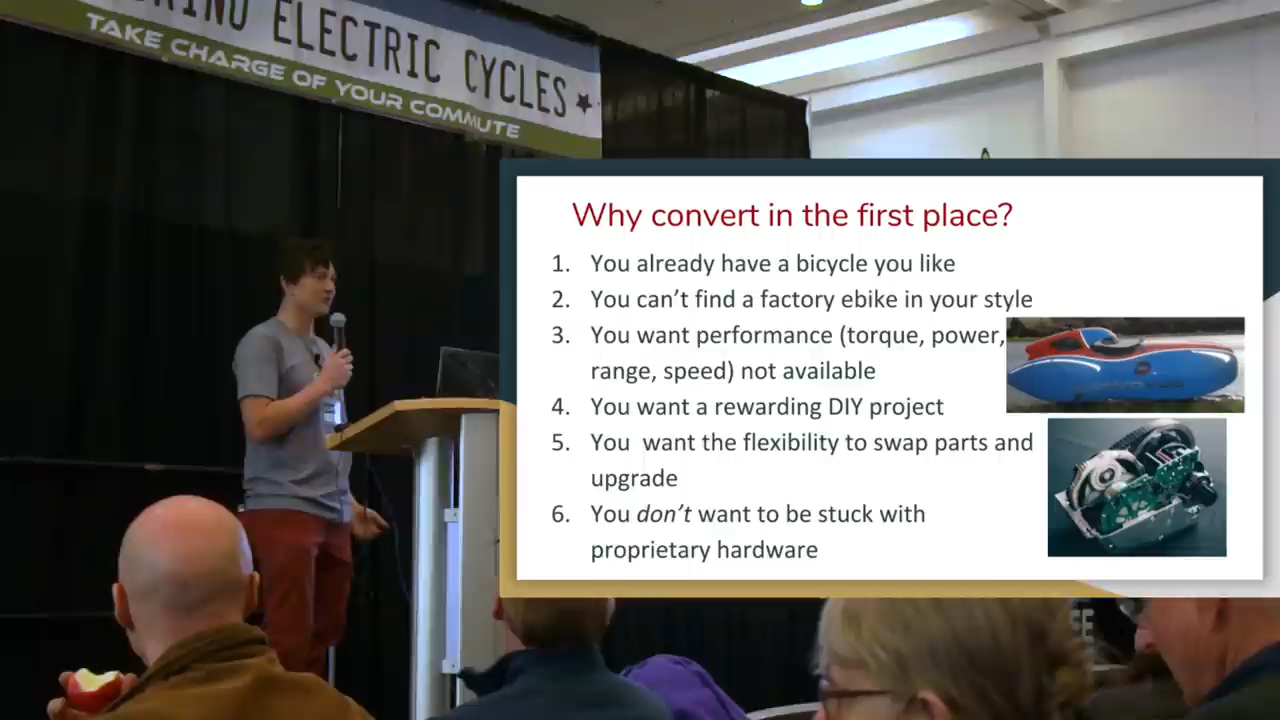 ELECTRIC CYCLES
TAKE CHARGE OF YOUR COMMUTE
Why convert in the first place?
1. You already have a bicycle you like
2. You can't find a factory ebike in your style
3. You want performance (torque, power,
range, speed) not available
4. You want a rewarding DIY project
5. You want the flexibility to swap parts and
upgrade
6. You don't want to be stuck with
proprietary hardware